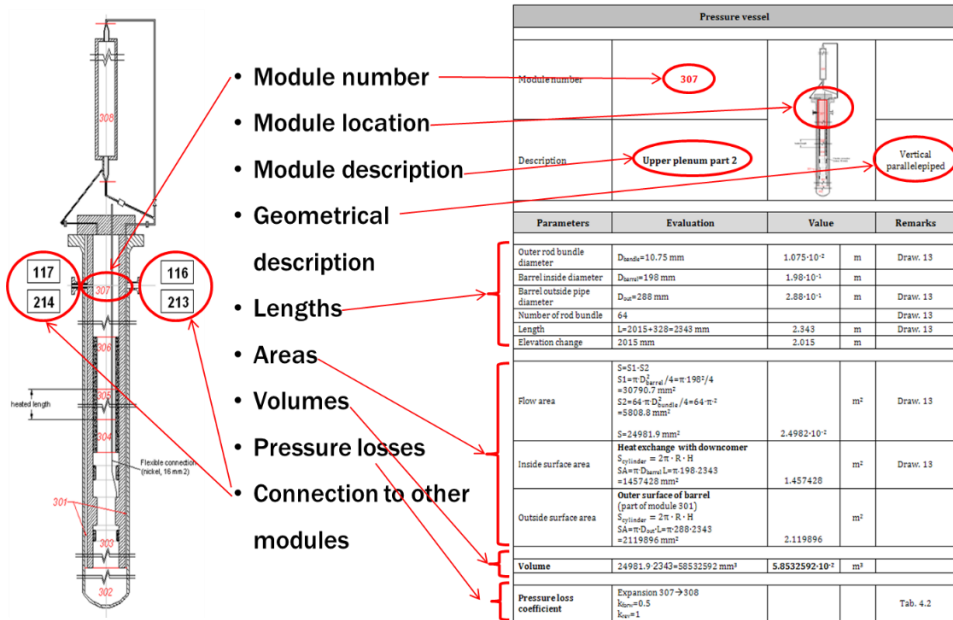 308
117
214
307
116
213
306
305
heated length
304
Flexible connection
(nickel, 16 mm 2)
301
303
302
• Module number
• Module location
• Module description
• Geometrical
description
• Lengths
• Areas
• Volumes
• Pressure losses
• Connection to other
modules
Pressure vessel
Module number
307
Description
Upper plenum part 2
Vertical
parallelepiped
Parameters Evaluation Value Remarks
Outer rod bundle
diameter
Dbundle=10.75 mm 1.075·10⁻² m Draw. 13
Barrel inside diameter Dbarrel=198 mm 1.98·10⁻¹ m
Barrel outside pipe
diameter
Dout=288 mm 2.88·10⁻¹ m Draw. 13
Number of rod bundle 64 Draw. 13
Length L=2015+328=2343 mm 2.343 m Draw. 13
Elevation change 2015 mm 2.015 m
Flow area
S=S1-S2
S1=π·D²barrel/4=π·198²/4
=30790.7 mm²
S2=64·π·D²bundle/4=64·π·²
=5808.8 mm²
S=24981.9 mm² 2.4982·10⁻² m² Draw. 13
Inside surface area
Heat exchange with downcomer
Scylinder = 2π · R · H
SA=π·Dbarrel·L=π·198·2343
=1457428 mm² 1.457428 m² Draw. 13
Outside surface area
Outer surface of barrel
(part of module 301)
Scylinder = 2π · R · H
SA=π·Dout·L=π·288·2343
=2119896 mm² 2.119896 m²
Volume 24981.9·2343=58532592 mm³ 5.8532592·10⁻² m³
Pressure loss
coefficient
Expansion 307→308
kforw=0.5
krev=1
Tab. 4.2